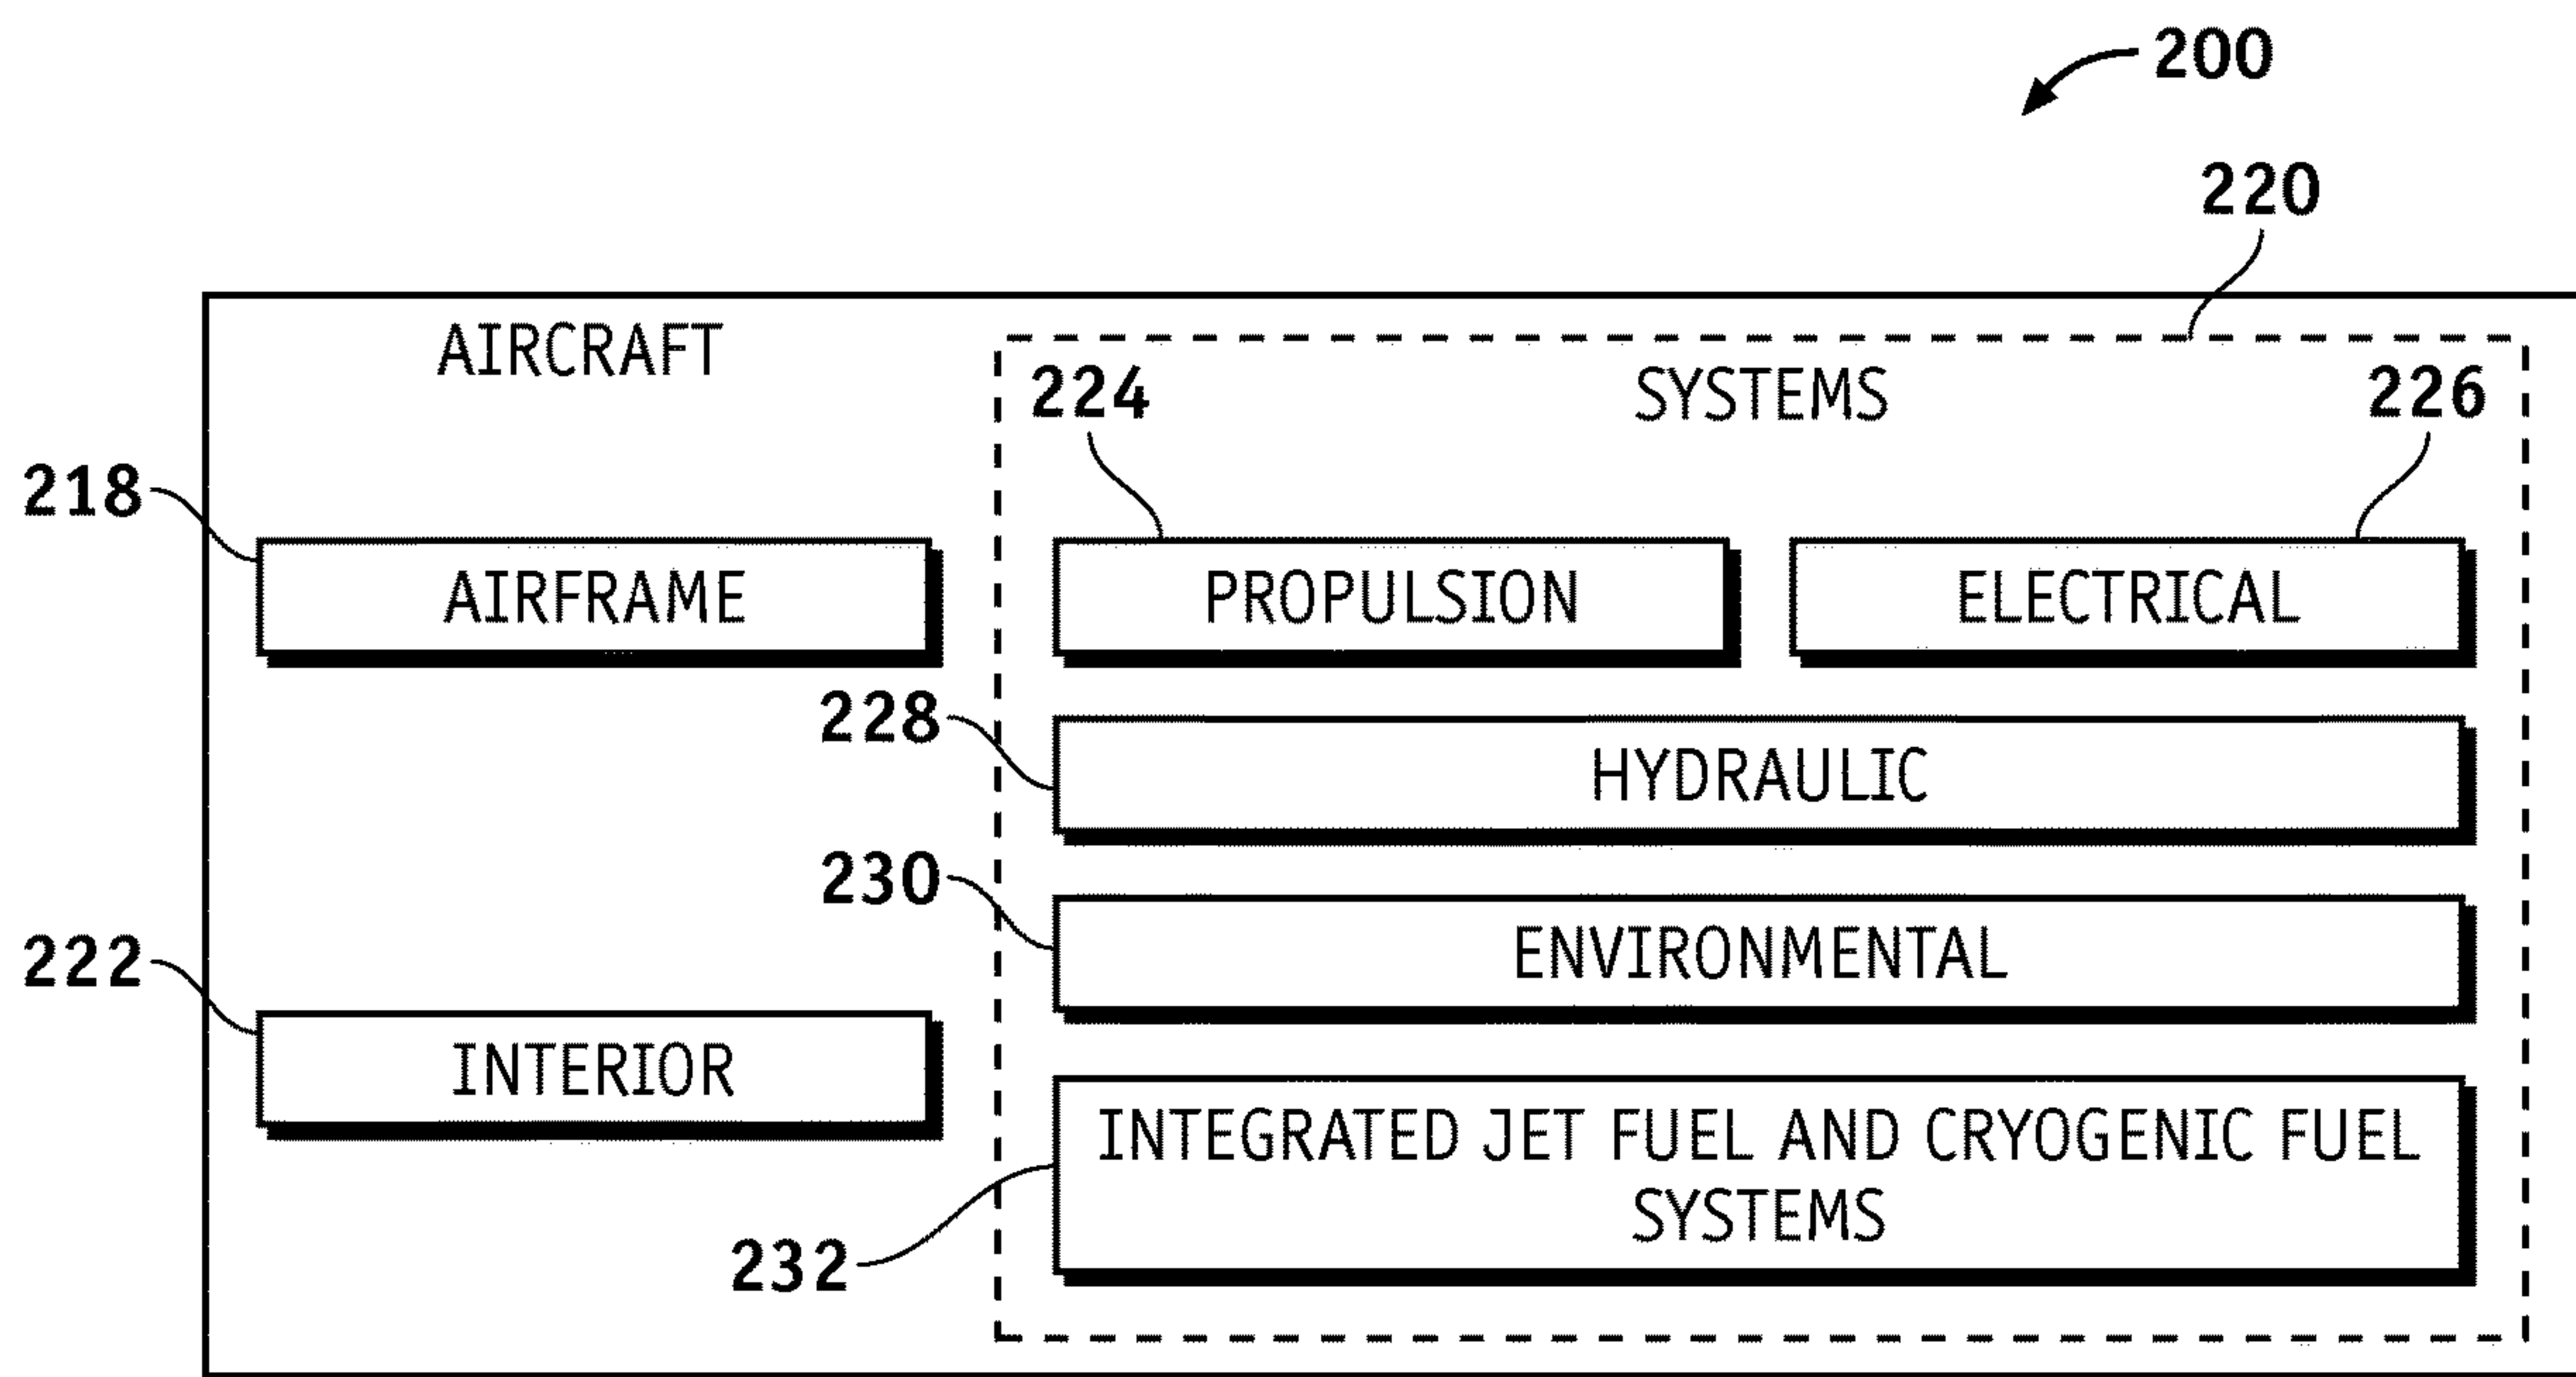 200
220
AIRCRAFT
SYSTEMS
224
226
218
AIRFRAME
PROPULSION
ELECTRICAL
228
HYDRAULIC
230
ENVIRONMENTAL
222
INTERIOR
INTEGRATED JET FUEL AND CRYOGENIC FUEL
SYSTEMS
232